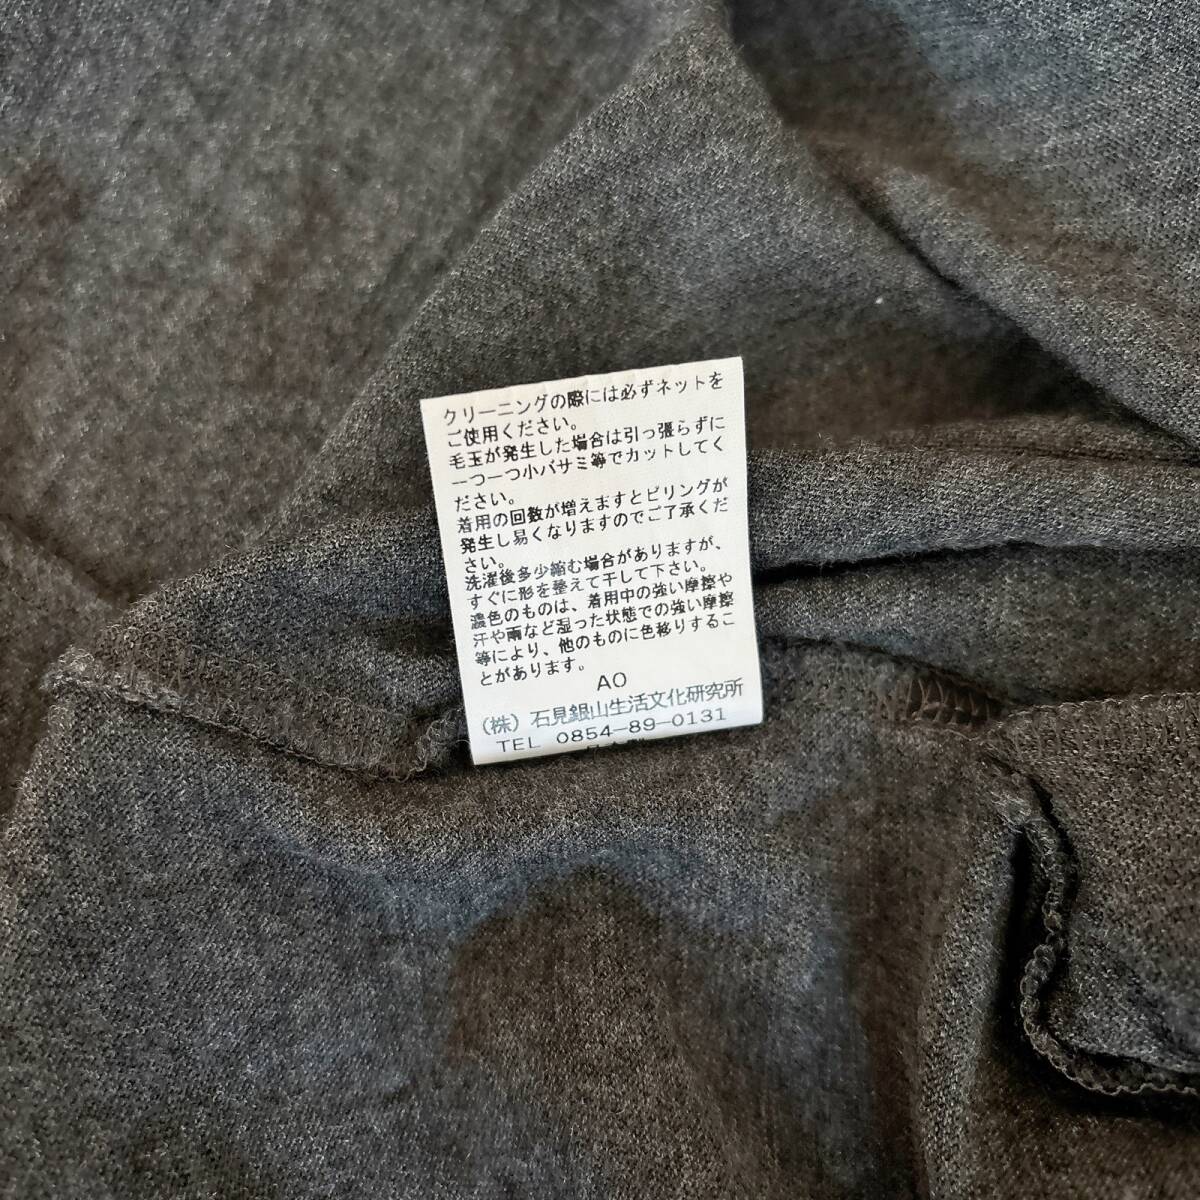 クリーニングの際には必ずネットを
ご使用ください。
毛玉が発生した場合は引っ張らずに
一つ一つ小バサミ等でカットしてく
ださい。
着用の回数が増えますとピリングが
発生し易くなりますのでご了承くだ
さい。
洗濯後多少縮む場合がありますが、
すぐに形を整えて干して下さい。
濃色のものは、着用中の強い摩擦や
汗や雨など湿った状態での強い摩擦
等により、他のものに色移りするこ
とがあります。
AO
(株)石見銀山生活文化研究所
TEL 0854-89-0131